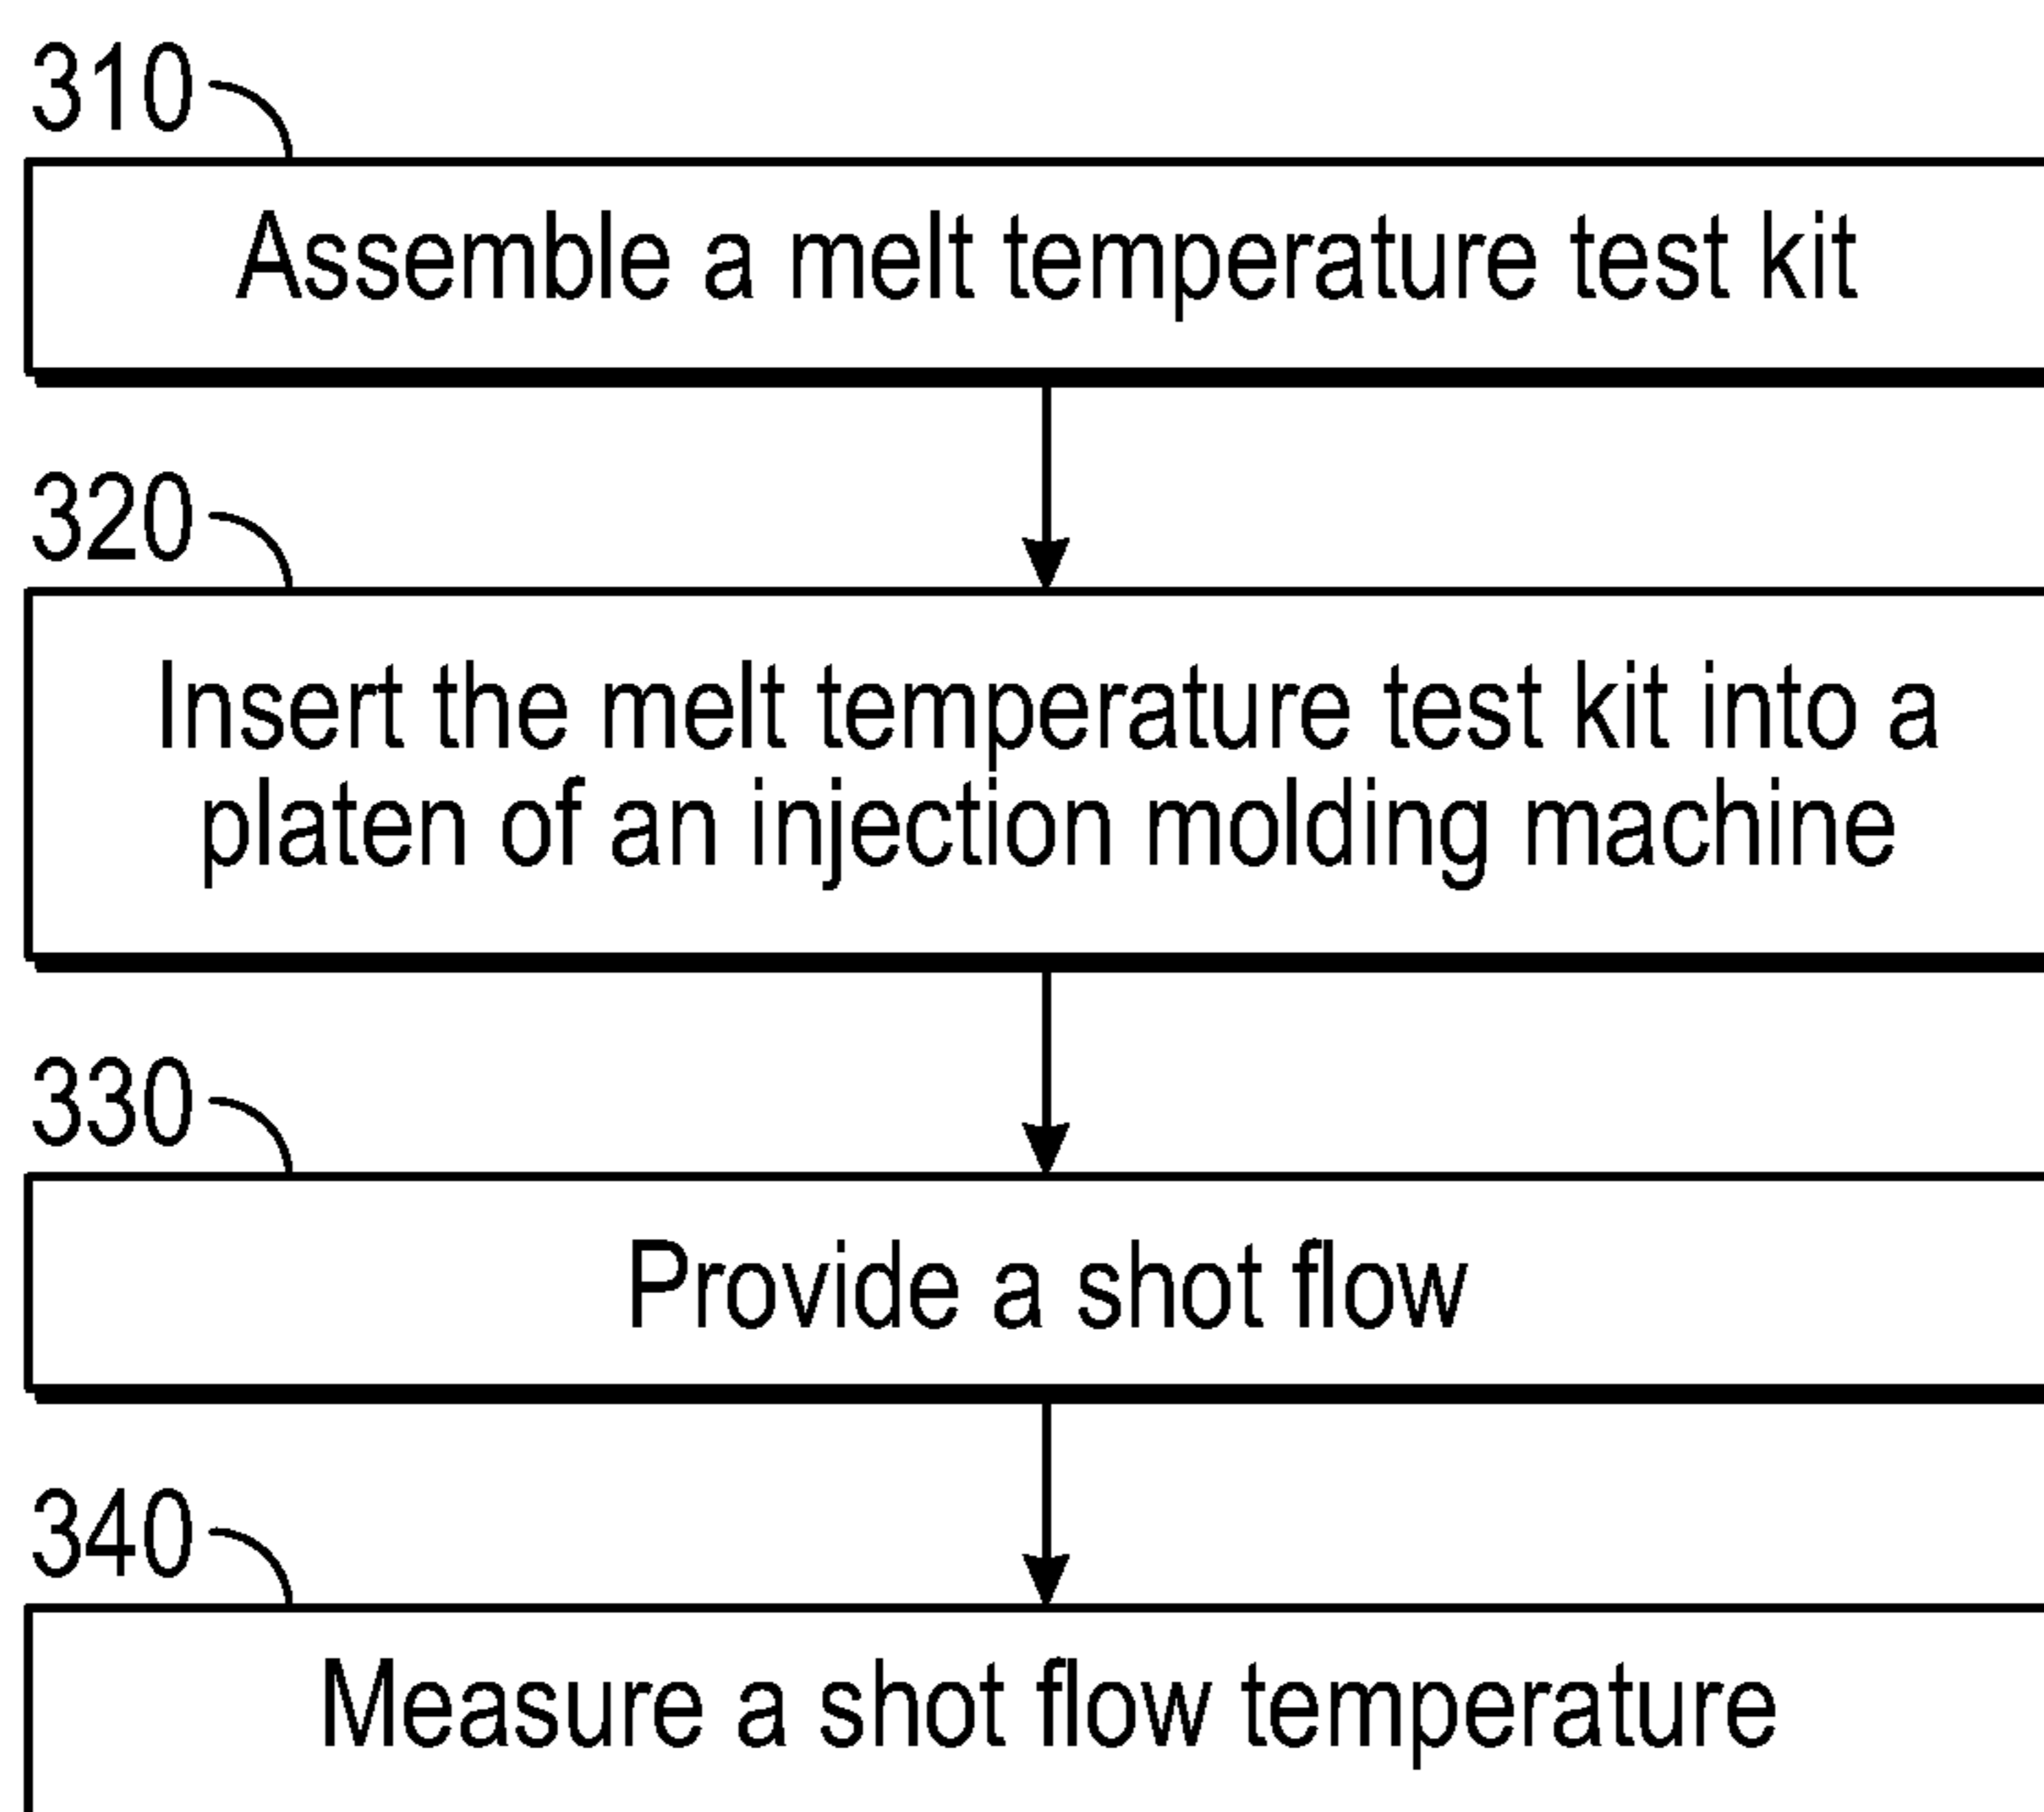 310
Assemble a melt temperature test kit
320
Insert the melt temperature test kit into a
platen of an injection molding machine
330
Provide a shot flow
340
Measure a shot flow temperature